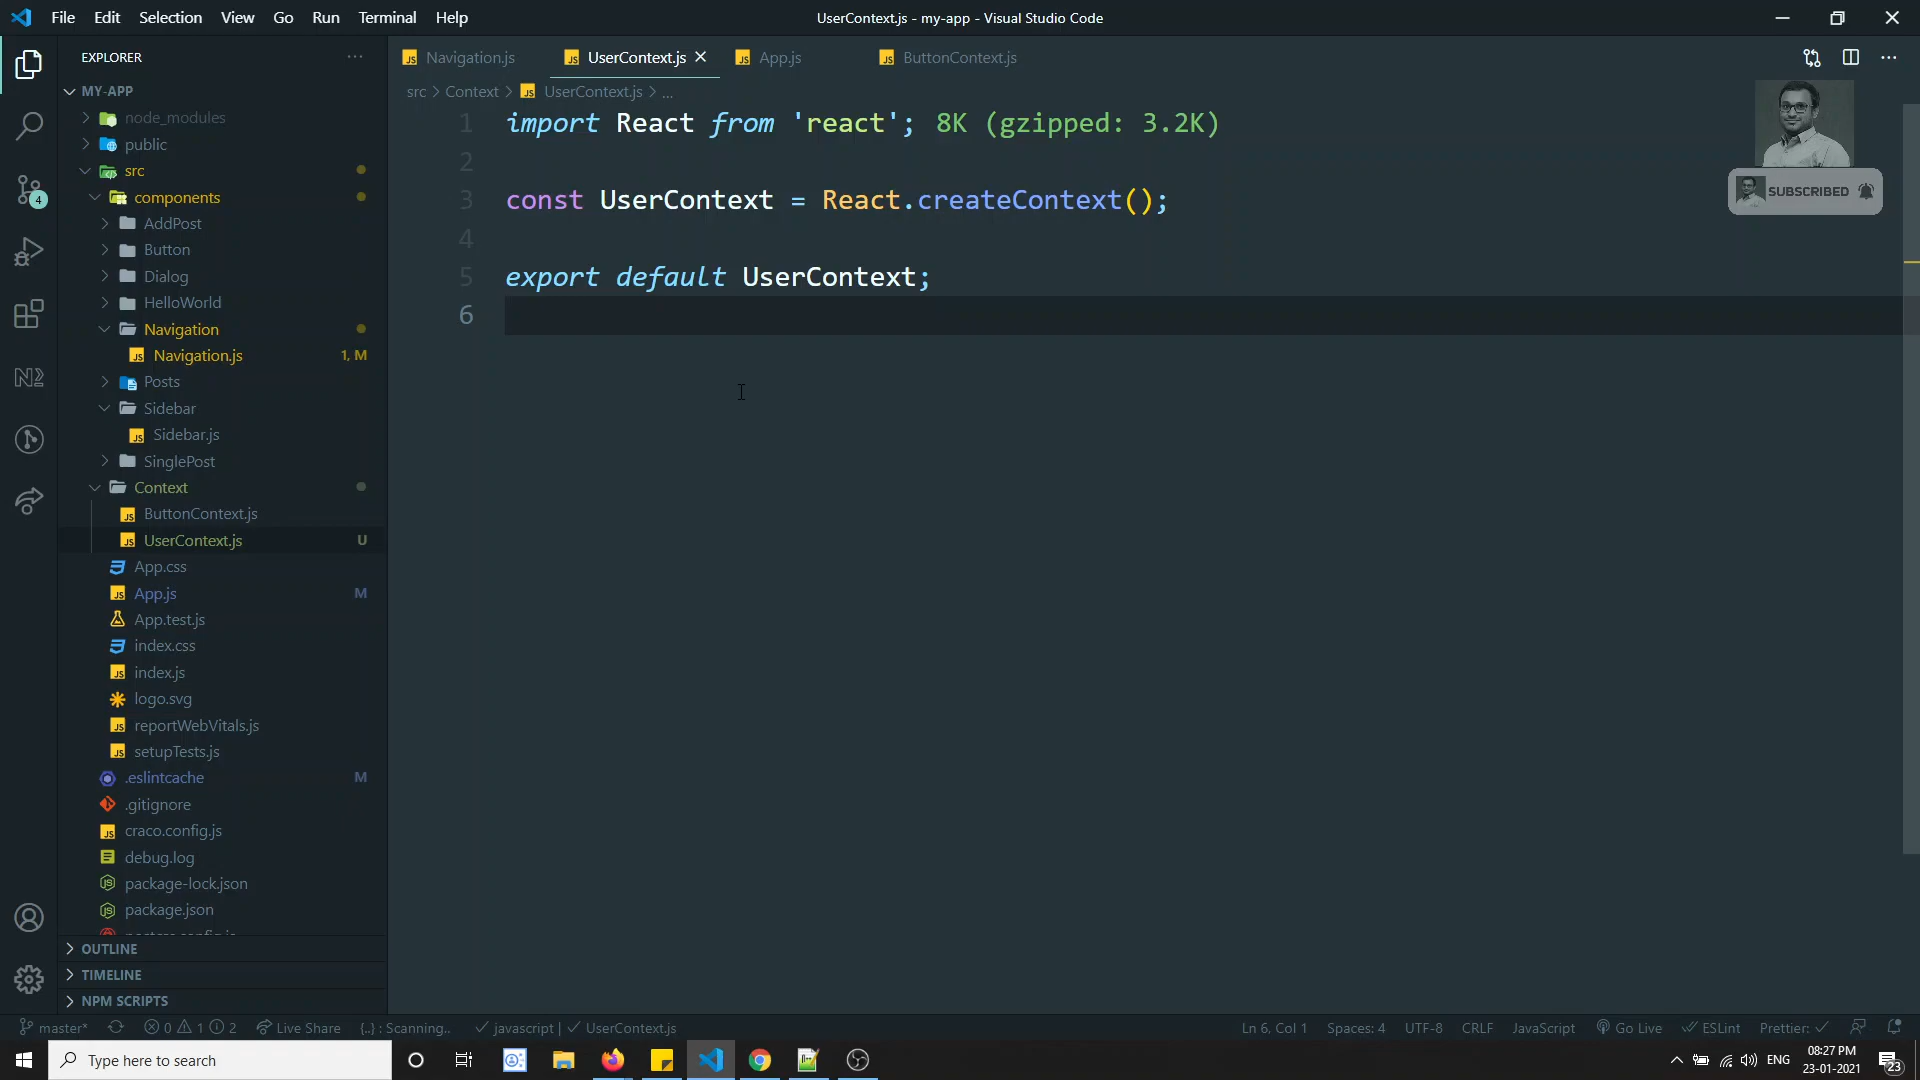 File Edit Selection View Go Run Terminal Help
UserContext.js - my-app - Visual Studio Code
EXPLORER
Navigation.js
UserContext.js
App.js
ButtonContext.js
MY-APP
src > Context > UserContext.js > ...
node_modules
public
src
components
AddPost
Button
Dialog
HelloWorld
Navigation
Navigation.js 1, M
Posts
Sidebar
Sidebar.js
SinglePost
Context
ButtonContext.js
UserContext.js U
App.css
App.js M
App.test.js
index.css
index.js
logo.svg
reportWebVitals.js
setupTests.js
.eslintcache M
.gitignore
craco.config.js
debug.log
package-lock.json
package.json
OUTLINE
TIMELINE
NPM SCRIPTS
4
1 import React from 'react'; 8K (gzipped: 3.2K)
2
3 const UserContext = React.createContext();
4
5 export default UserContext;
6
SUBSCRIBED
master* 0 1 2 Live Share {..} : Scanning.. javascript | UserContext.js
Ln 6, Col 1 Spaces: 4 UTF-8 CRLF JavaScript Go Live ESLint Prettier:
Type here to search
ENG
08:27 PM
23-01-2021
23